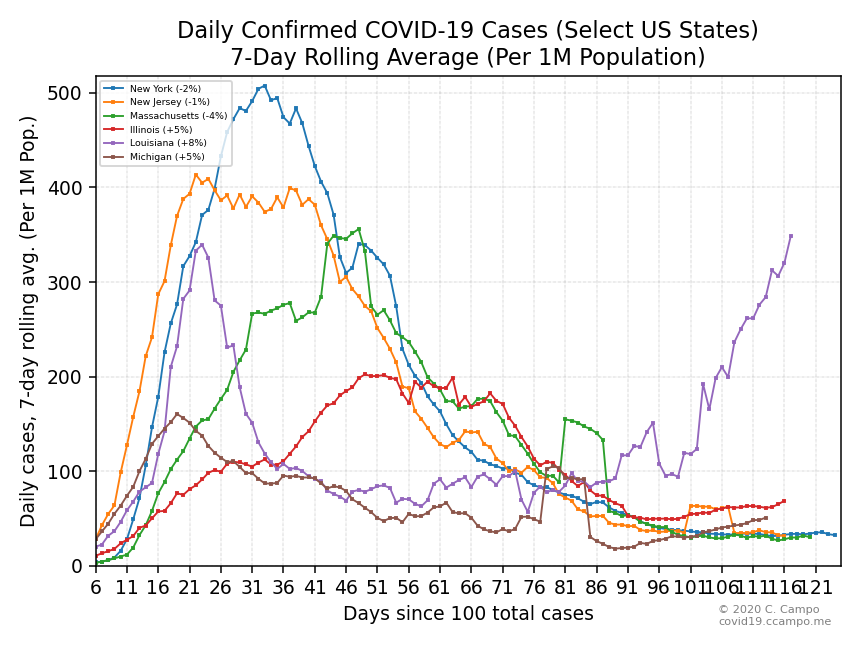 Daily Confirmed COVID-19 Cases (Select US States)
7-Day Rolling Average (Per 1M Population)
Daily cases, 7-day rolling avg. (Per 1M Pop.)
500
400
300
200
100
0
New York (-2%)
New Jersey (-1%)
Massachusetts (-4%)
Illinois (+5%)
Louisiana (+8%)
Michigan (+5%)
6 11 16 21 26 31 36 41 46 51 56 61 66 71 76 81 86 91 96 101 106 111 116 121
Days since 100 total cases
© 2020 C. Campo
covid19.ccampo.me